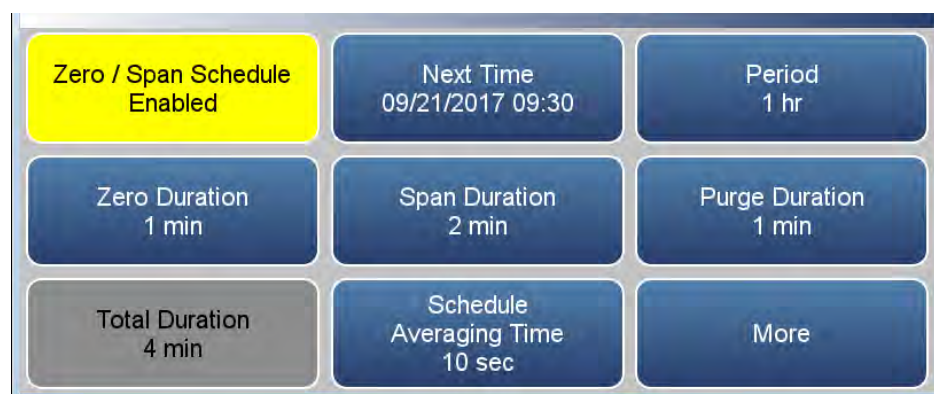 Zero / Span Schedule
Enabled
Next Time
09/21/2017 09:30
Period
1 hr
Zero Duration
1 min
Span Duration
2 min
Purge Duration
1 min
Total Duration
4 min
Schedule
Averaging Time
10 sec
More